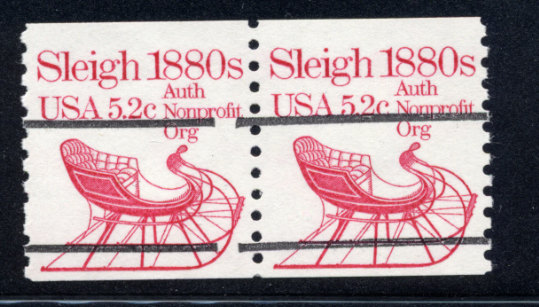 Sleigh 1880s
USA 5.2c Auth
Nonprofit
Org
Sleigh 1880s
USA 5.2c Auth
Nonprofit
Org